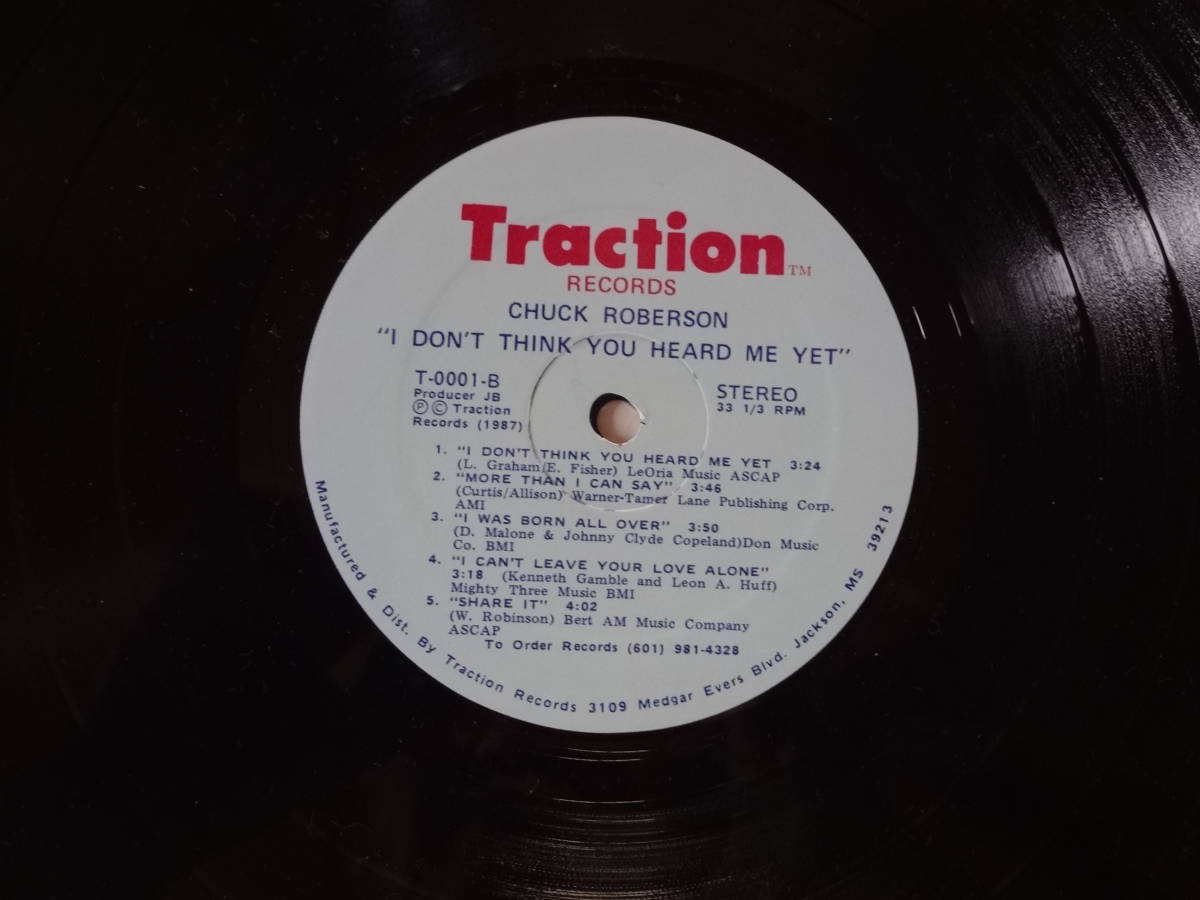 Traction TM
RECORDS
CHUCK ROBERSON
"I DON'T THINK YOU HEARD ME YET"
T-0001-B
Producer JB
Ⓟ Ⓒ Traction
Records (1987)
STEREO
33 1/3 RPM
1. "I DON'T THINK YOU HEARD ME YET 3:24
(L. Graham/E. Fisher) LeOria Music ASCAP
2. "MORE THAN I CAN SAY" 3:46
(Curtis/Allison) Warner-Tamer Lane Publishing Corp.
AMI
3. "I WAS BORN ALL OVER" 3:50
(D. Malone & Johnny Clyde Copeland)Don Music
Co. BMI
4. "I CAN'T LEAVE YOUR LOVE ALONE"
3:18 (Kenneth Gamble and Leon A. Huff)
Mighty Three Music BMI
5. "SHARE IT" 4:02
(W. Robinson) Bert AM Music Company
ASCAP
To Order Records (601) 981-4328
Manufactured & Dist. By Traction Records 3109 Medgar Evers Blvd. Jackson, MS 39213